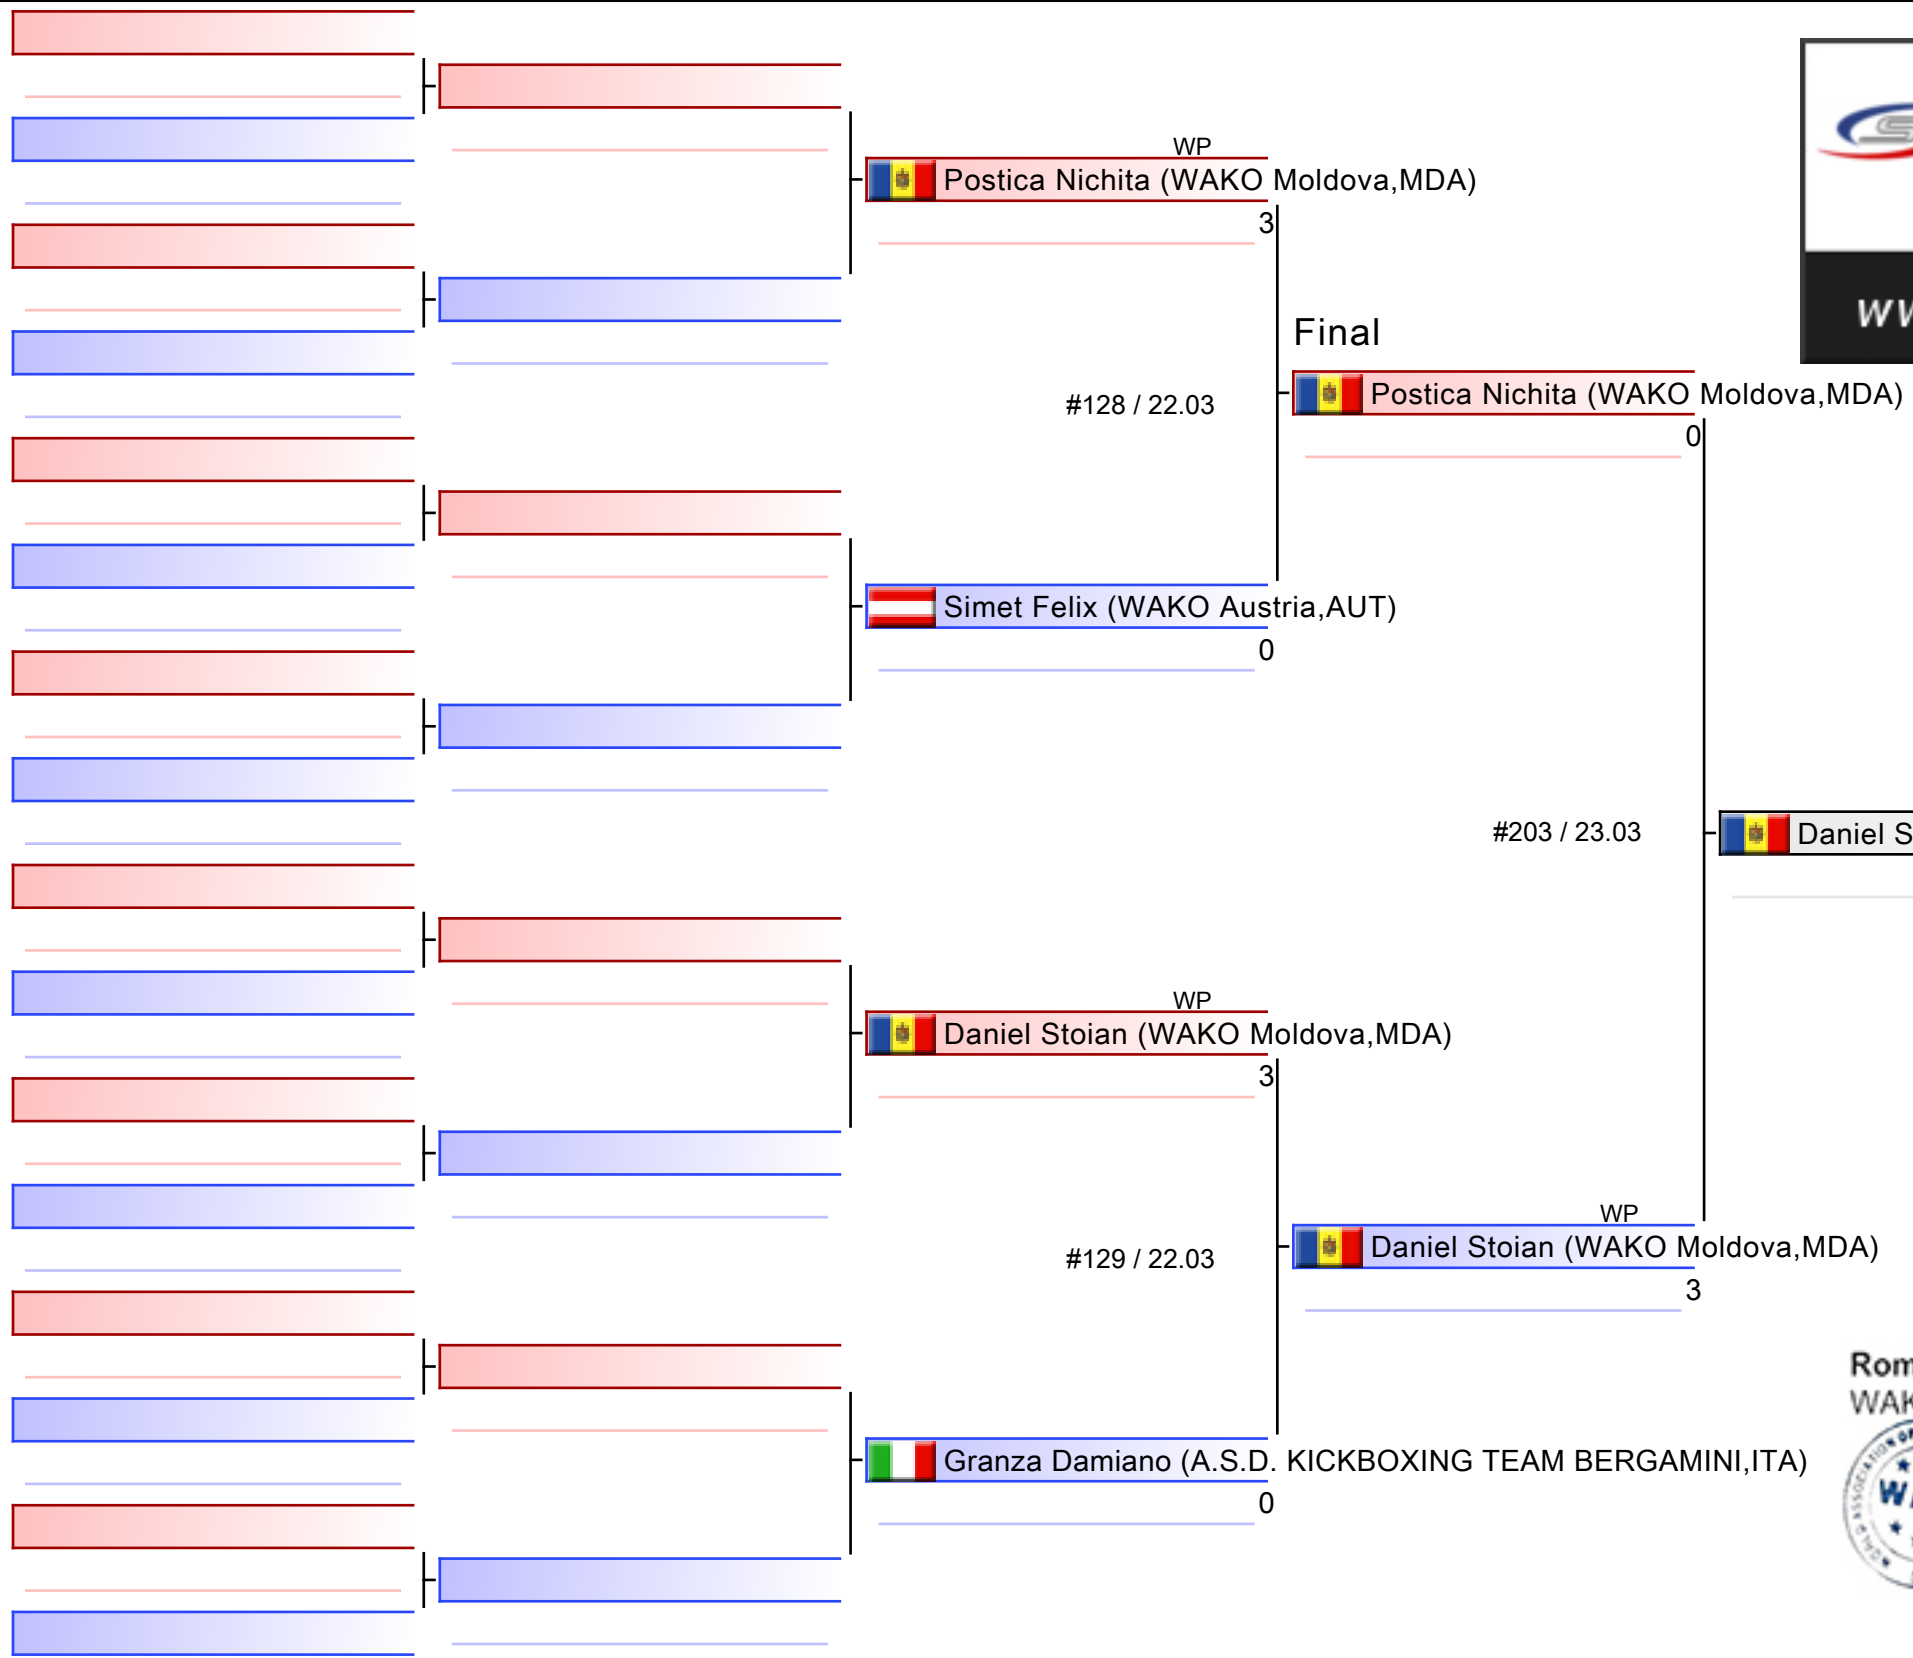 WP
Postica Nichita (WAKO Moldova,MDA)
3
Final
#128 / 22.03
Postica Nichita (WAKO Moldova,MDA)
0
Simet Felix (WAKO Austria,AUT)
0
#203 / 23.03
Daniel S
WP
Daniel Stoian (WAKO Moldova,MDA)
3
WP
#129 / 22.03
Daniel Stoian (WAKO Moldova,MDA)
3
Granza Damiano (A.S.D. KICKBOXING TEAM BERGAMINI,ITA)
0